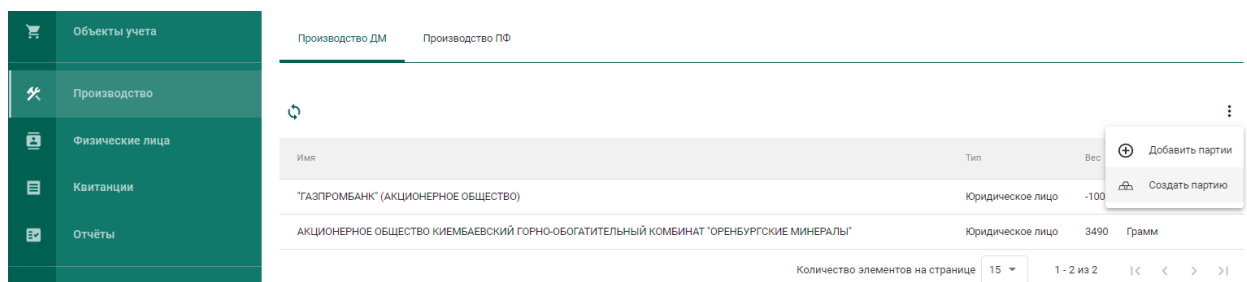 Объекты учета
Производство
Физические лица
Квитанции
Отчёты
Производство ДМ Производство ПФ
Добавить партии
Создать партию
Имя Тип Вес
"ГАЗПРОМБАНК" (АКЦИОНЕРНОЕ ОБЩЕСТВО) Юридическое лицо -100
АКЦИОНЕРНОЕ ОБЩЕСТВО КИЕМБАЕВСКИЙ ГОРНО-ОБОГАТИТЕЛЬНЫЙ КОМБИНАТ "ОРЕНБУРГСКИЕ МИНЕРАЛЫ" Юридическое лицо 3490 Грамм
Количество элементов на странице 15 1 - 2 из 2